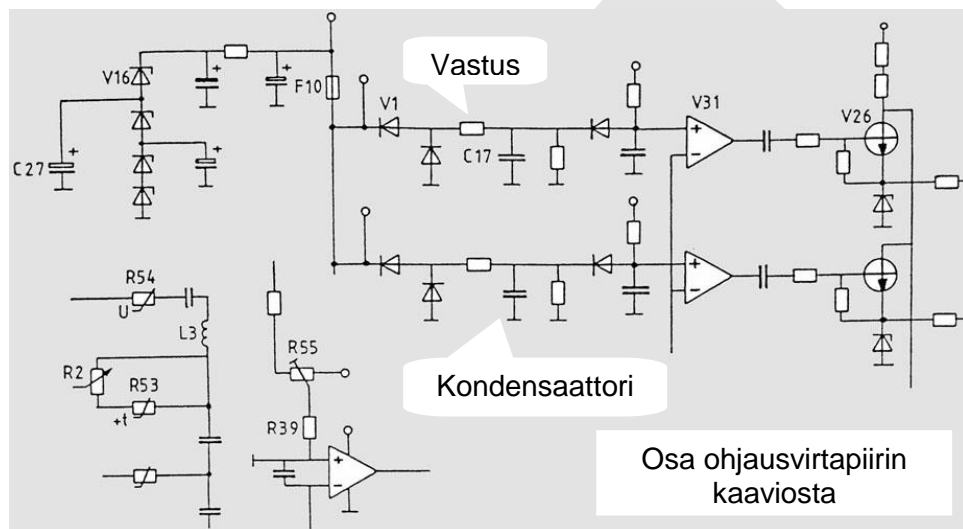 V16
+
+
F10
Vastus
V1
V31
V26
C27
+
+
C17
+
-
R54
U
L3
R55
R2
R53
+t
R39
+
-
+
-
Kondensaattori
Osa ohjausvirtapiirin
kaaviosta